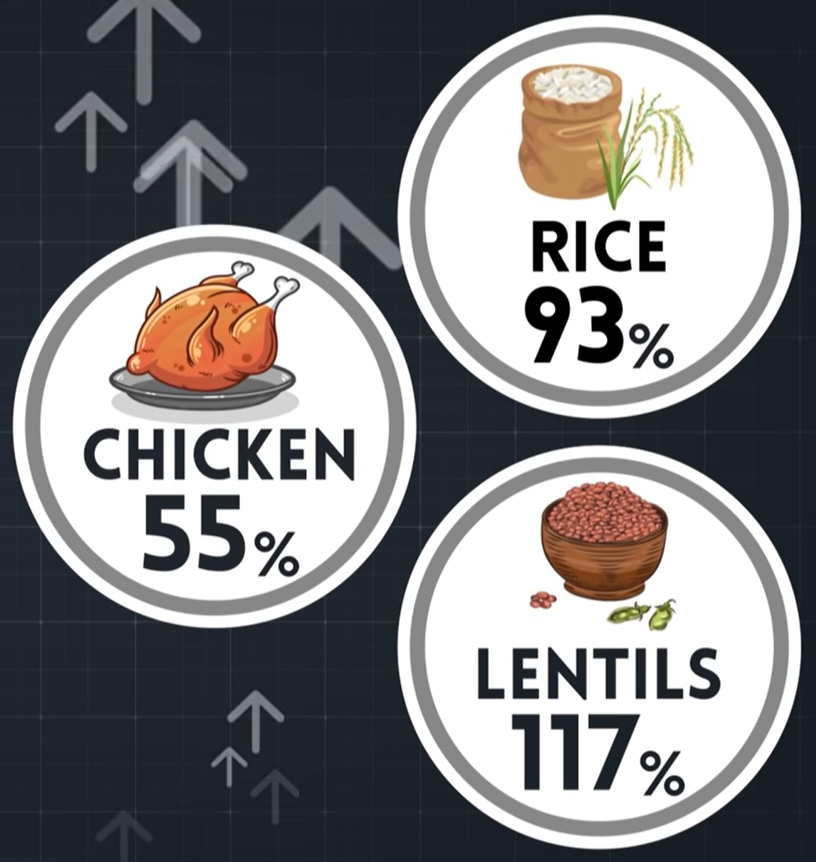 RICE
93%
CHICKEN
55%
LENTILS
117%